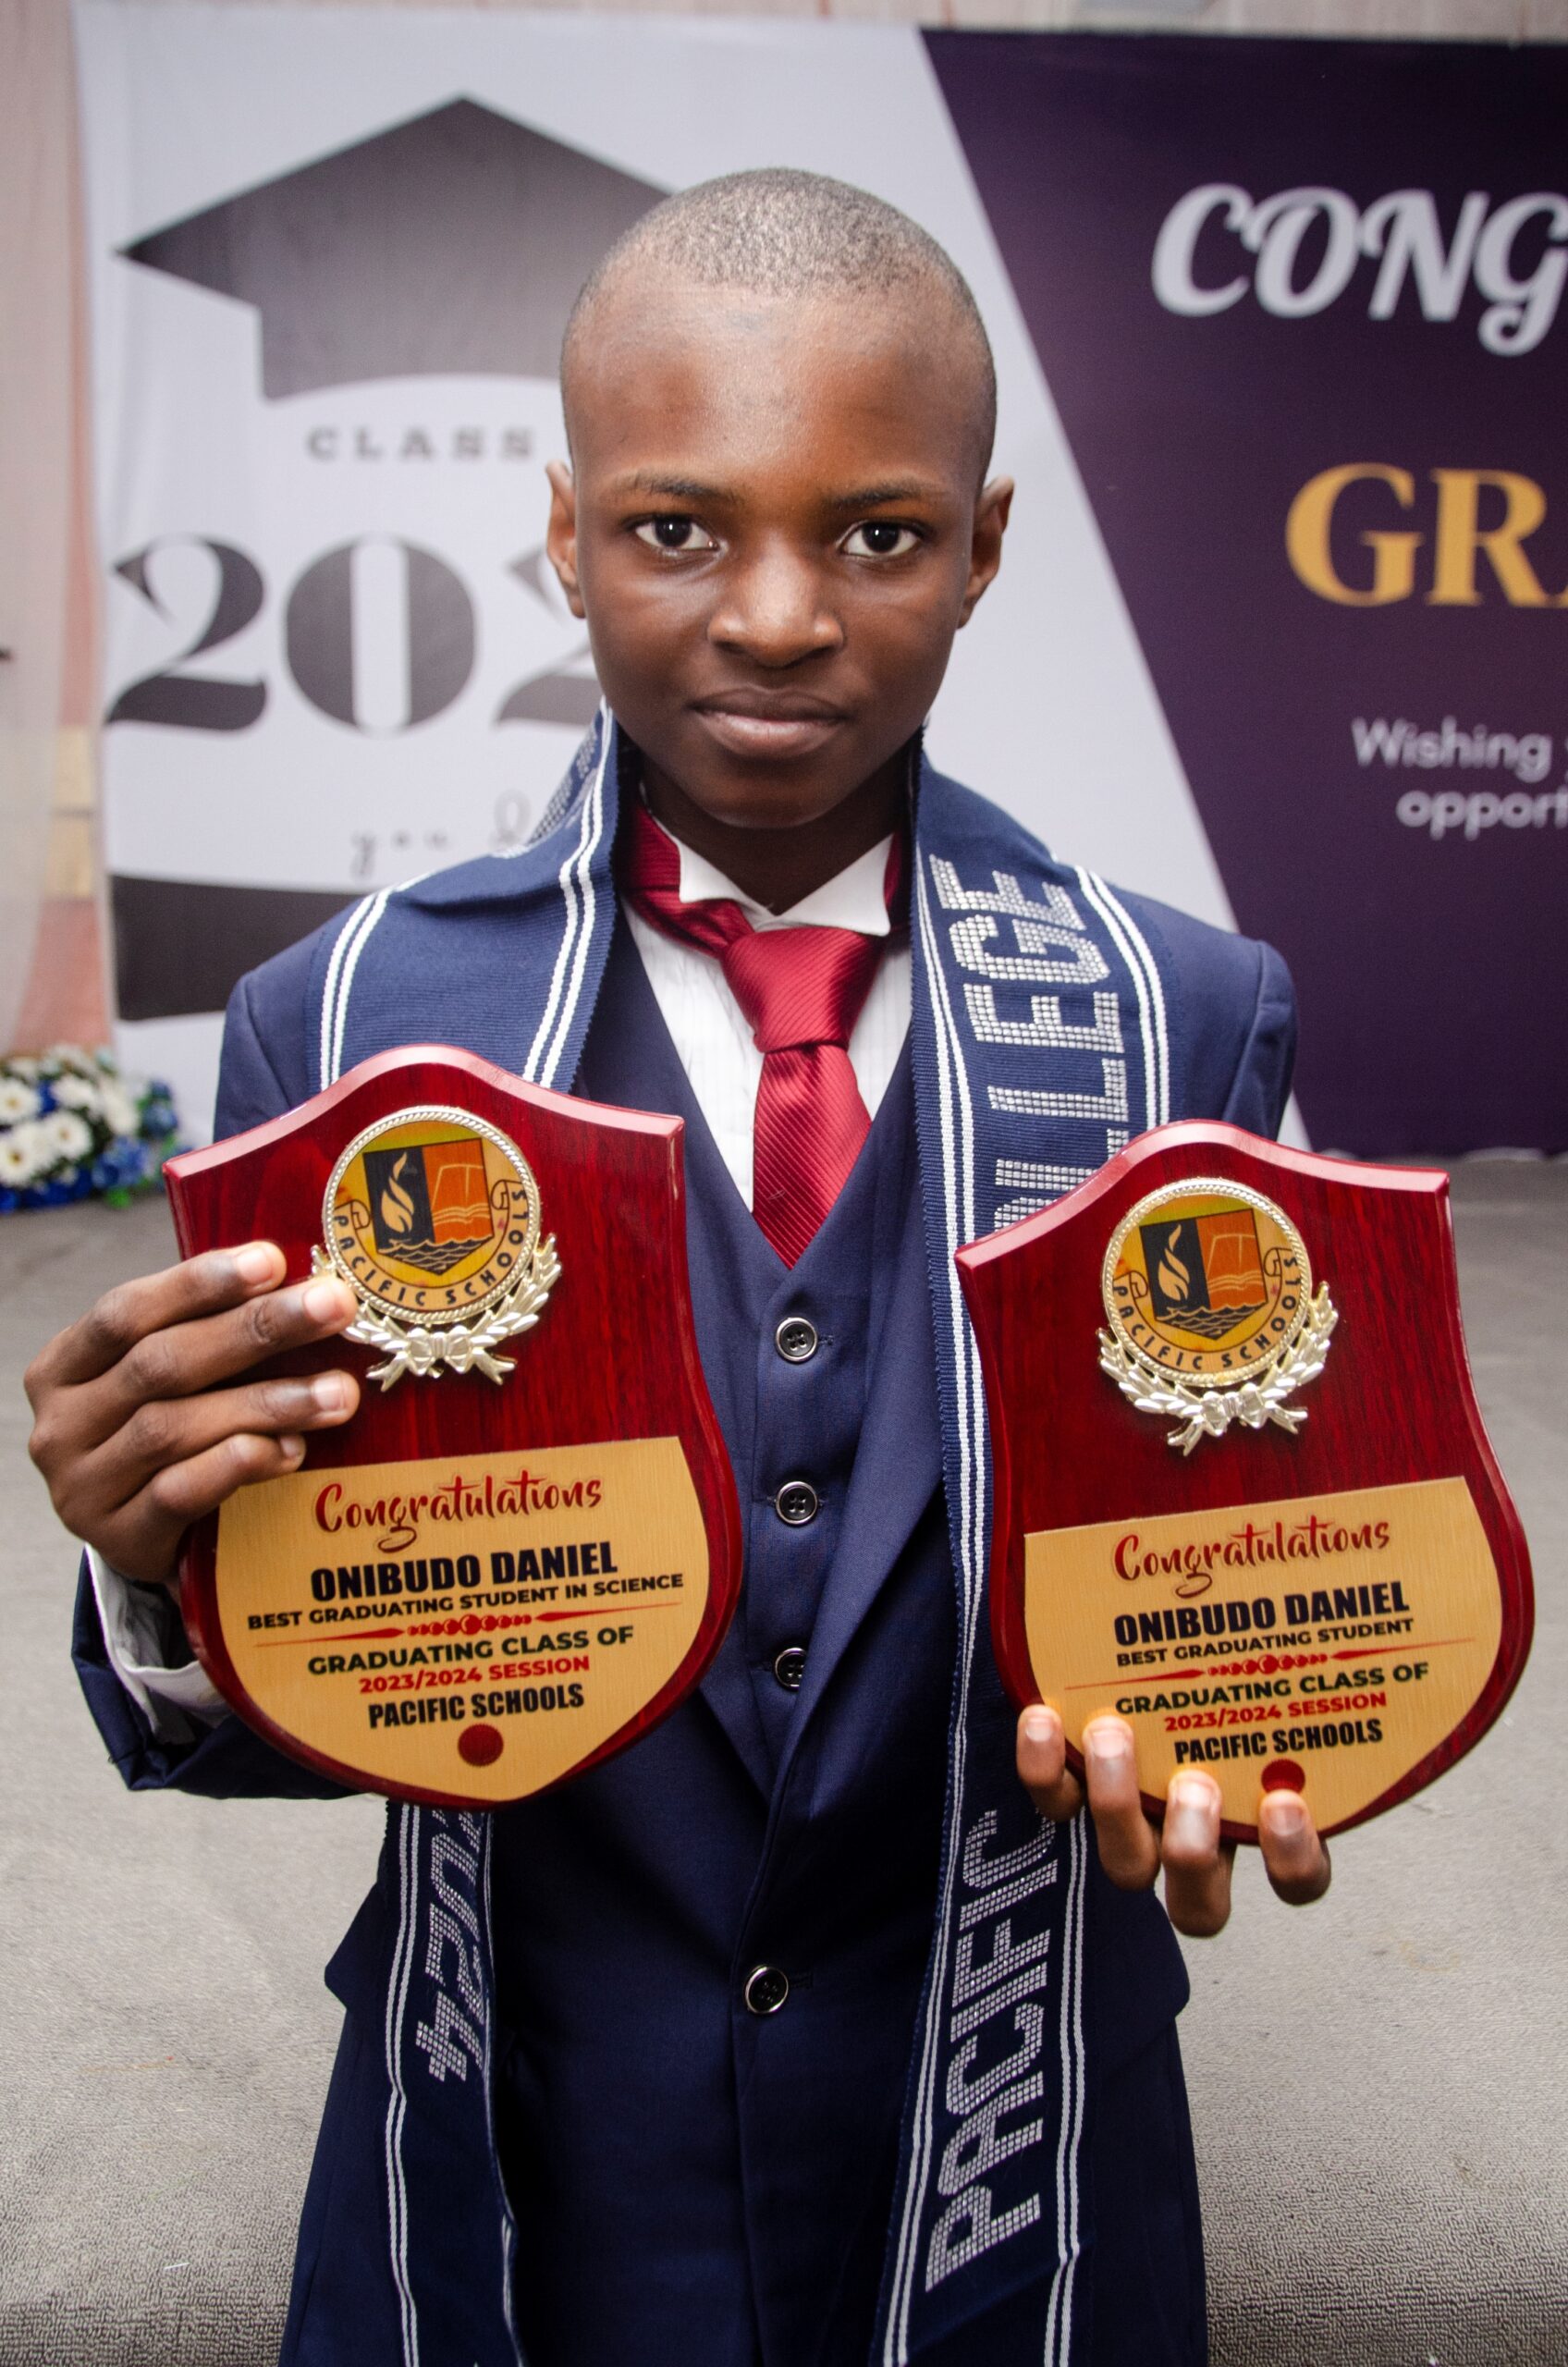 CLASS
202
you
CONG
GRA
Wishing
opport
COLLEGE
PACIFIC
2024
PACIFIC SCHOOLS
Congratulations
ONIBUDO DANIEL
BEST GRADUATING STUDENT IN SCIENCE
GRADUATING CLASS OF
2023/2024 SESSION
PACIFIC SCHOOLS
PACIFIC SCHOOLS
Congratulations
ONIBUDO DANIEL
BEST GRADUATING STUDENT
GRADUATING CLASS OF
2023/2024 SESSION
PACIFIC SCHOOLS